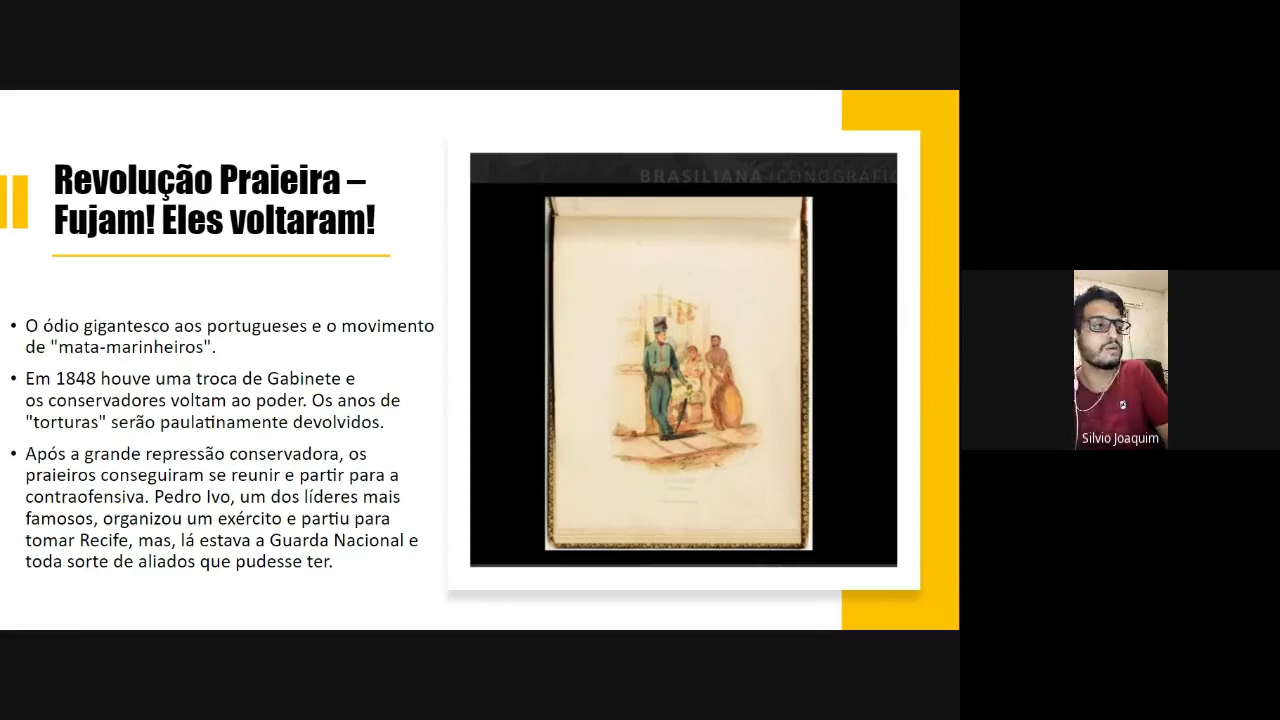 Revolução Praieira –
Fujam! Eles voltaram!
• O ódio gigantesco aos portugueses e o movimento
de "mata-marinheiros".
• Em 1848 houve uma troca de Gabinete e
os conservadores voltam ao poder. Os anos de
"torturas" serão paulatinamente devolvidos.
• Após a grande repressão conservadora, os
praieiros conseguiram se reunir e partir para a
contraofensiva. Pedro Ivo, um dos líderes mais
famosos, organizou um exército e partiu para
tomar Recife, mas, lá estava a Guarda Nacional e
toda sorte de aliados que pudesse ter.
BRASILIANA ICONOGRÁFIC
Silvio Joaquim